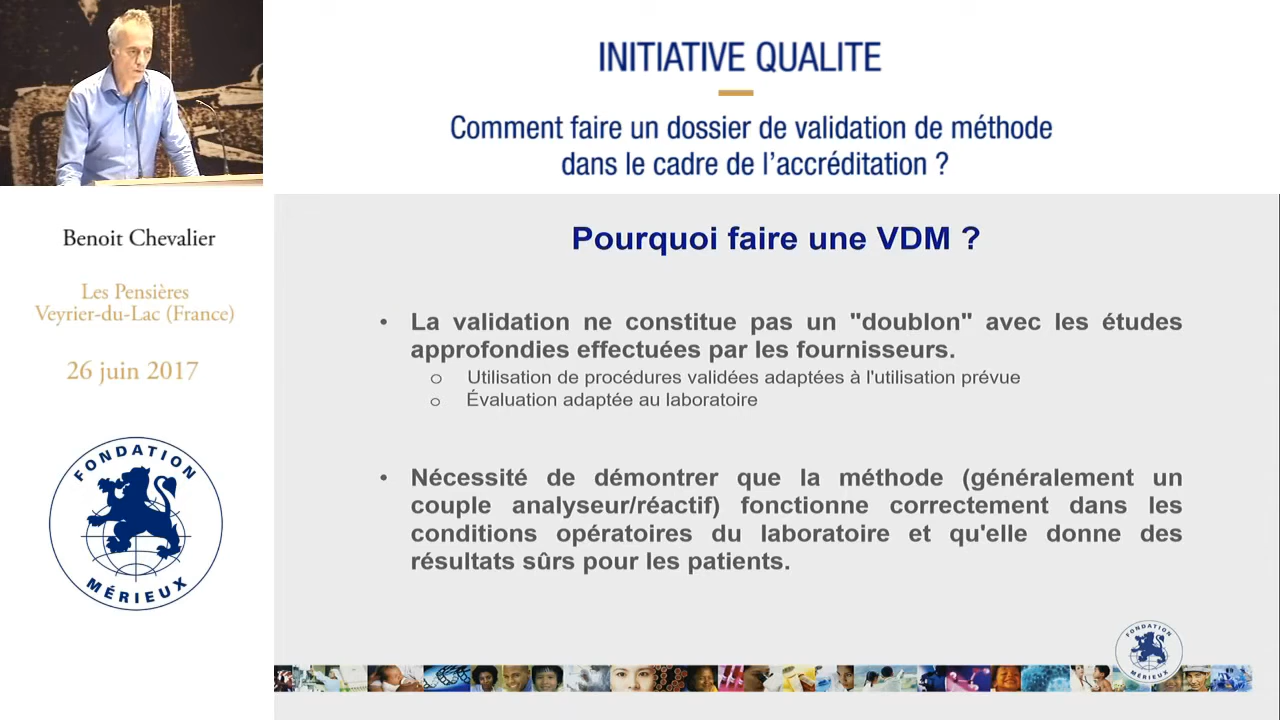 INITIATIVE QUALITE
Comment faire un dossier de validation de méthode
dans le cadre de l'accréditation ?
Benoit Chevalier
Les Pensières
Veyrier-du-Lac (France)
26 juin 2017
FONDATION
MÉRIEUX
Pourquoi faire une VDM ?
• La validation ne constitue pas un "doublon" avec les études
approfondies effectuées par les fournisseurs.
o Utilisation de procédures validées adaptées à l'utilisation prévue
o Évaluation adaptée au laboratoire
• Nécessité de démontrer que la méthode (généralement un
couple analyseur/réactif) fonctionne correctement dans les
conditions opératoires du laboratoire et qu'elle donne des
résultats sûrs pour les patients.
FONDATION
MÉRIEUX